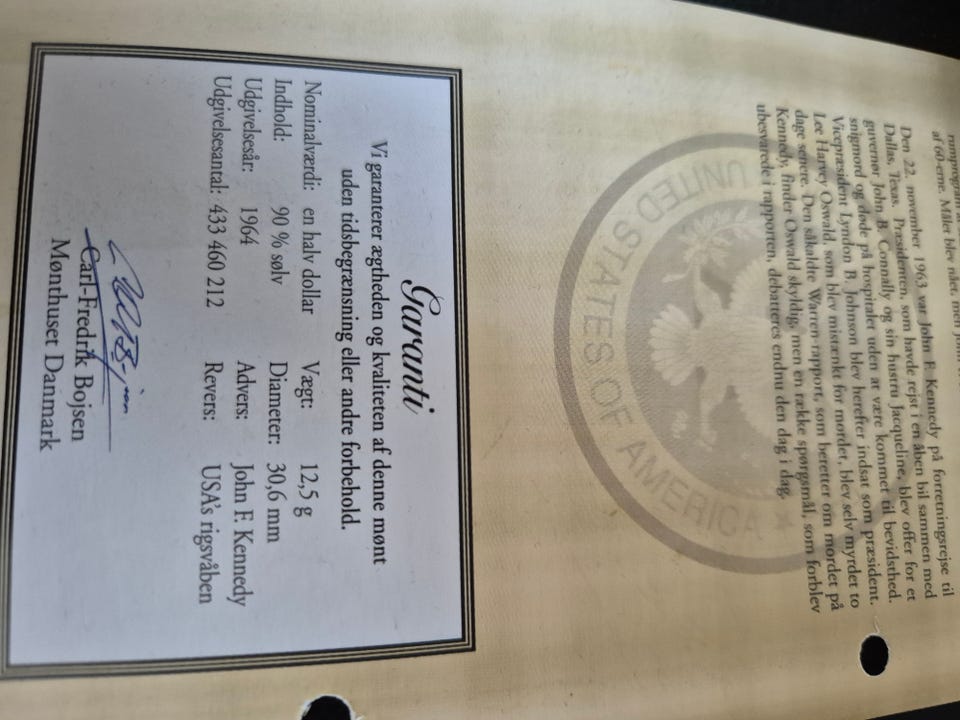 af 60-erne. Målet blev nået, men
Den 22. november 1963 var John F. Kennedy på forretningsrejse til
Dallas, Texas. Præsidenten, som havde rejst i en åben bil sammen med
guvernør John B. Connally og sin hustru Jacqueline, blev offer for et
snigmord og døde på hospitalet uden at være kommet til bevidsthed.
Vicepræsident Lyndon B. Johnson blev herefter indsat som præsident.
Lee Harvey Oswald, som blev mistænkt for mordet, blev selv myrdet to
dage senere. Den såkaldte Warren-rapport, som beretter om mordet på
Kennedy, finder Oswald skyldig, men en række spørgsmål, som forblev
ubesvarede i rapporten, debatteres endnu den dag i dag.
UNITED STATES OF AMERICA
Garanti
Vi garanterer ægtheden og kvaliteten af denne mønt
uden tidsbegrænsning eller andre forbehold.
Nominalværdi: en halv dollar Vægt: 12,5 g
Indhold: 90 % sølv Diameter: 30,6 mm
Udgivelsesår: 1964 Advers: John F. Kennedy
Udgivelsesantal: 433 460 212 Revers: USA's rigsvåben
Carl-Fredrik Bojsen
Mønthuset Danmark